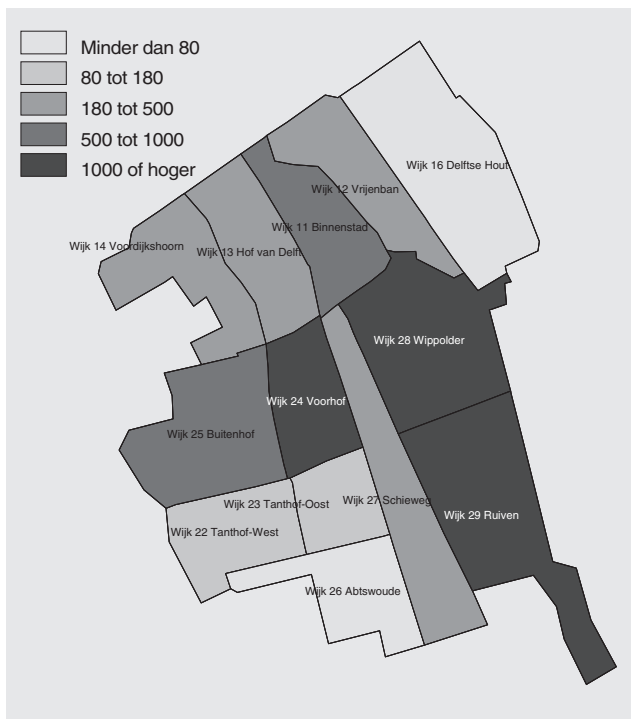 Minder dan 80
80 tot 180
180 tot 500
500 tot 1000
1000 of hoger
Wijk 16 Delftse Hout
Wijk 12 Vrijenban
Wijk 11 Binnenstad
Wijk 14 Voordijkshoorn
Wijk 13 Hof van Delft
Wijk 28 Wippolder
Wijk 24 Voorhof
Wijk 25 Buitenhof
Wijk 27 Schieweg
Wijk 23 Tanthof-Oost
Wijk 29 Ruiven
Wijk 22 Tanthof-West
Wijk 26 Abtswoude